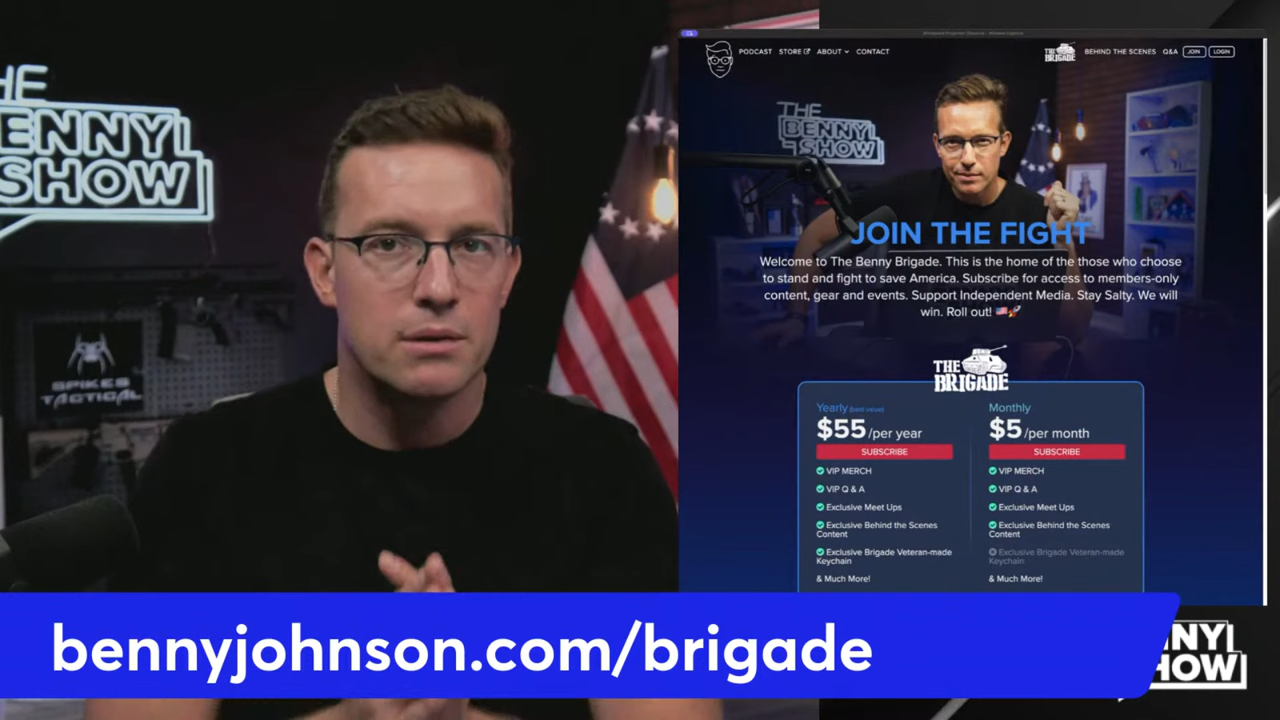 THE
BENNY
SHOW
SPIKES
TACTICAL
PODCAST STORE ABOUT CONTACT
THE
BRIGADE
BEHIND THE SCENES Q&A JOIN LOGIN
THE
BENNY
SHOW
JOIN THE FIGHT
Welcome to The Benny Brigade. This is the home of the those who choose
to stand and fight to save America. Subscribe for access to members-only
content, gear and events. Support Independent Media. Stay Salty. We will
win. Roll out! 🇺🇸🚀
THE
BRIGADE
Yearly (best value)
$55 /per year
SUBSCRIBE
VIP MERCH
VIP Q & A
Exclusive Meet Ups
Exclusive Behind the Scenes
Content
Exclusive Brigade Veteran-made
Keychain
& Much More!
Monthly
$5 /per month
SUBSCRIBE
VIP MERCH
VIP Q & A
Exclusive Meet Ups
Exclusive Behind the Scenes
Content
Exclusive Brigade Veteran-made
Keychain
& Much More!
bennyjohnson.com/brigade
NNY
HOW